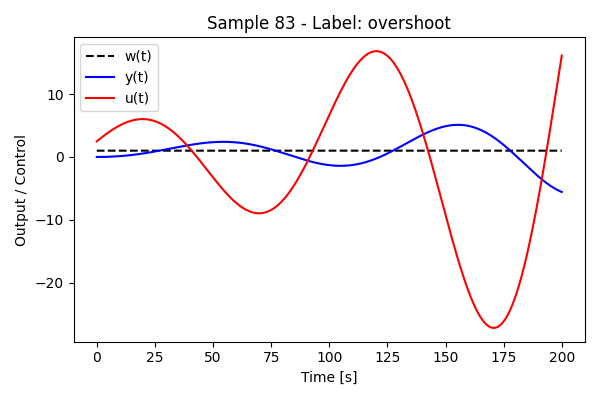 Sample 83 - Label: overshoot
w(t)
y(t)
u(t)
Output / Control
10
0
−10
−20
0 25 50 75 100 125 150 175 200
Time [s]